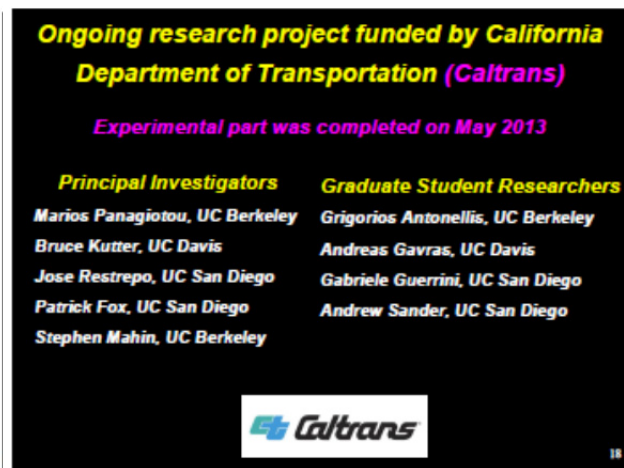 Ongoing research project funded by California
Department of Transportation (Caltrans)
Experimental part was completed on May 2013
Principal Investigators
Marios Panagiotou, UC Berkeley
Bruce Kutter, UC Davis
Jose Restrepo, UC San Diego
Patrick Fox, UC San Diego
Stephen Mahin, UC Berkeley
Graduate Student Researchers
Grigorios Antonellis, UC Berkeley
Andreas Gavras, UC Davis
Gabriele Guerrini, UC San Diego
Andrew Sander, UC San Diego
ct Caltrans
18